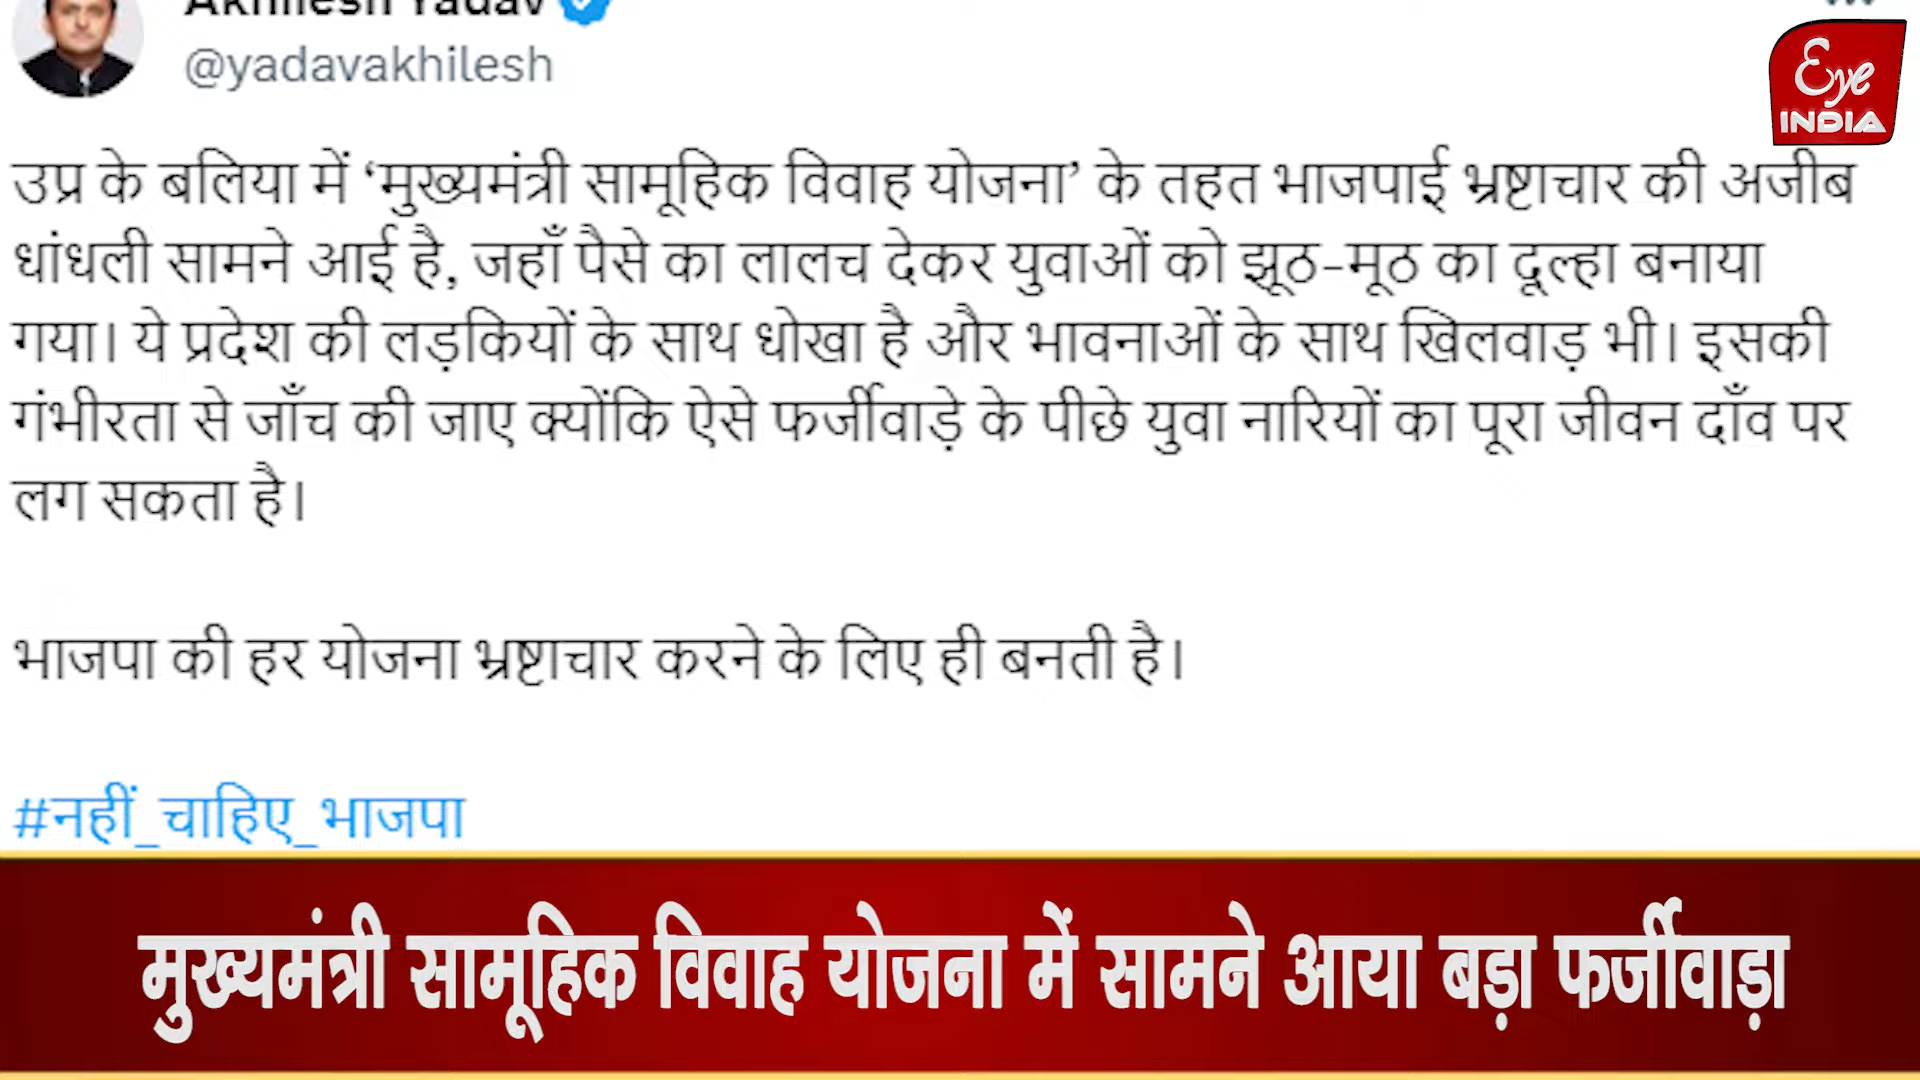 Akhilesh Yadav
@yadavakhilesh
Eye
INDIA
उप्र के बलिया में ‘मुख्यमंत्री सामूहिक विवाह योजना’ के तहत भाजपाई भ्रष्टाचार की अजीब
धांधली सामने आई है, जहाँ पैसे का लालच देकर युवाओं को झूठ-मूठ का दूल्हा बनाया
गया। ये प्रदेश की लड़कियों के साथ धोखा है और भावनाओं के साथ खिलवाड़ भी। इसकी
गंभीरता से जाँच की जाए क्योंकि ऐसे फर्जीवाड़े के पीछे युवा नारियों का पूरा जीवन दाँव पर
लग सकता है।
भाजपा की हर योजना भ्रष्टाचार करने के लिए ही बनती है।
#नहीं_चाहिए_भाजपा
मुख्यमंत्री सामूहिक विवाह योजना में सामने आया बड़ा फर्जीवाड़ा